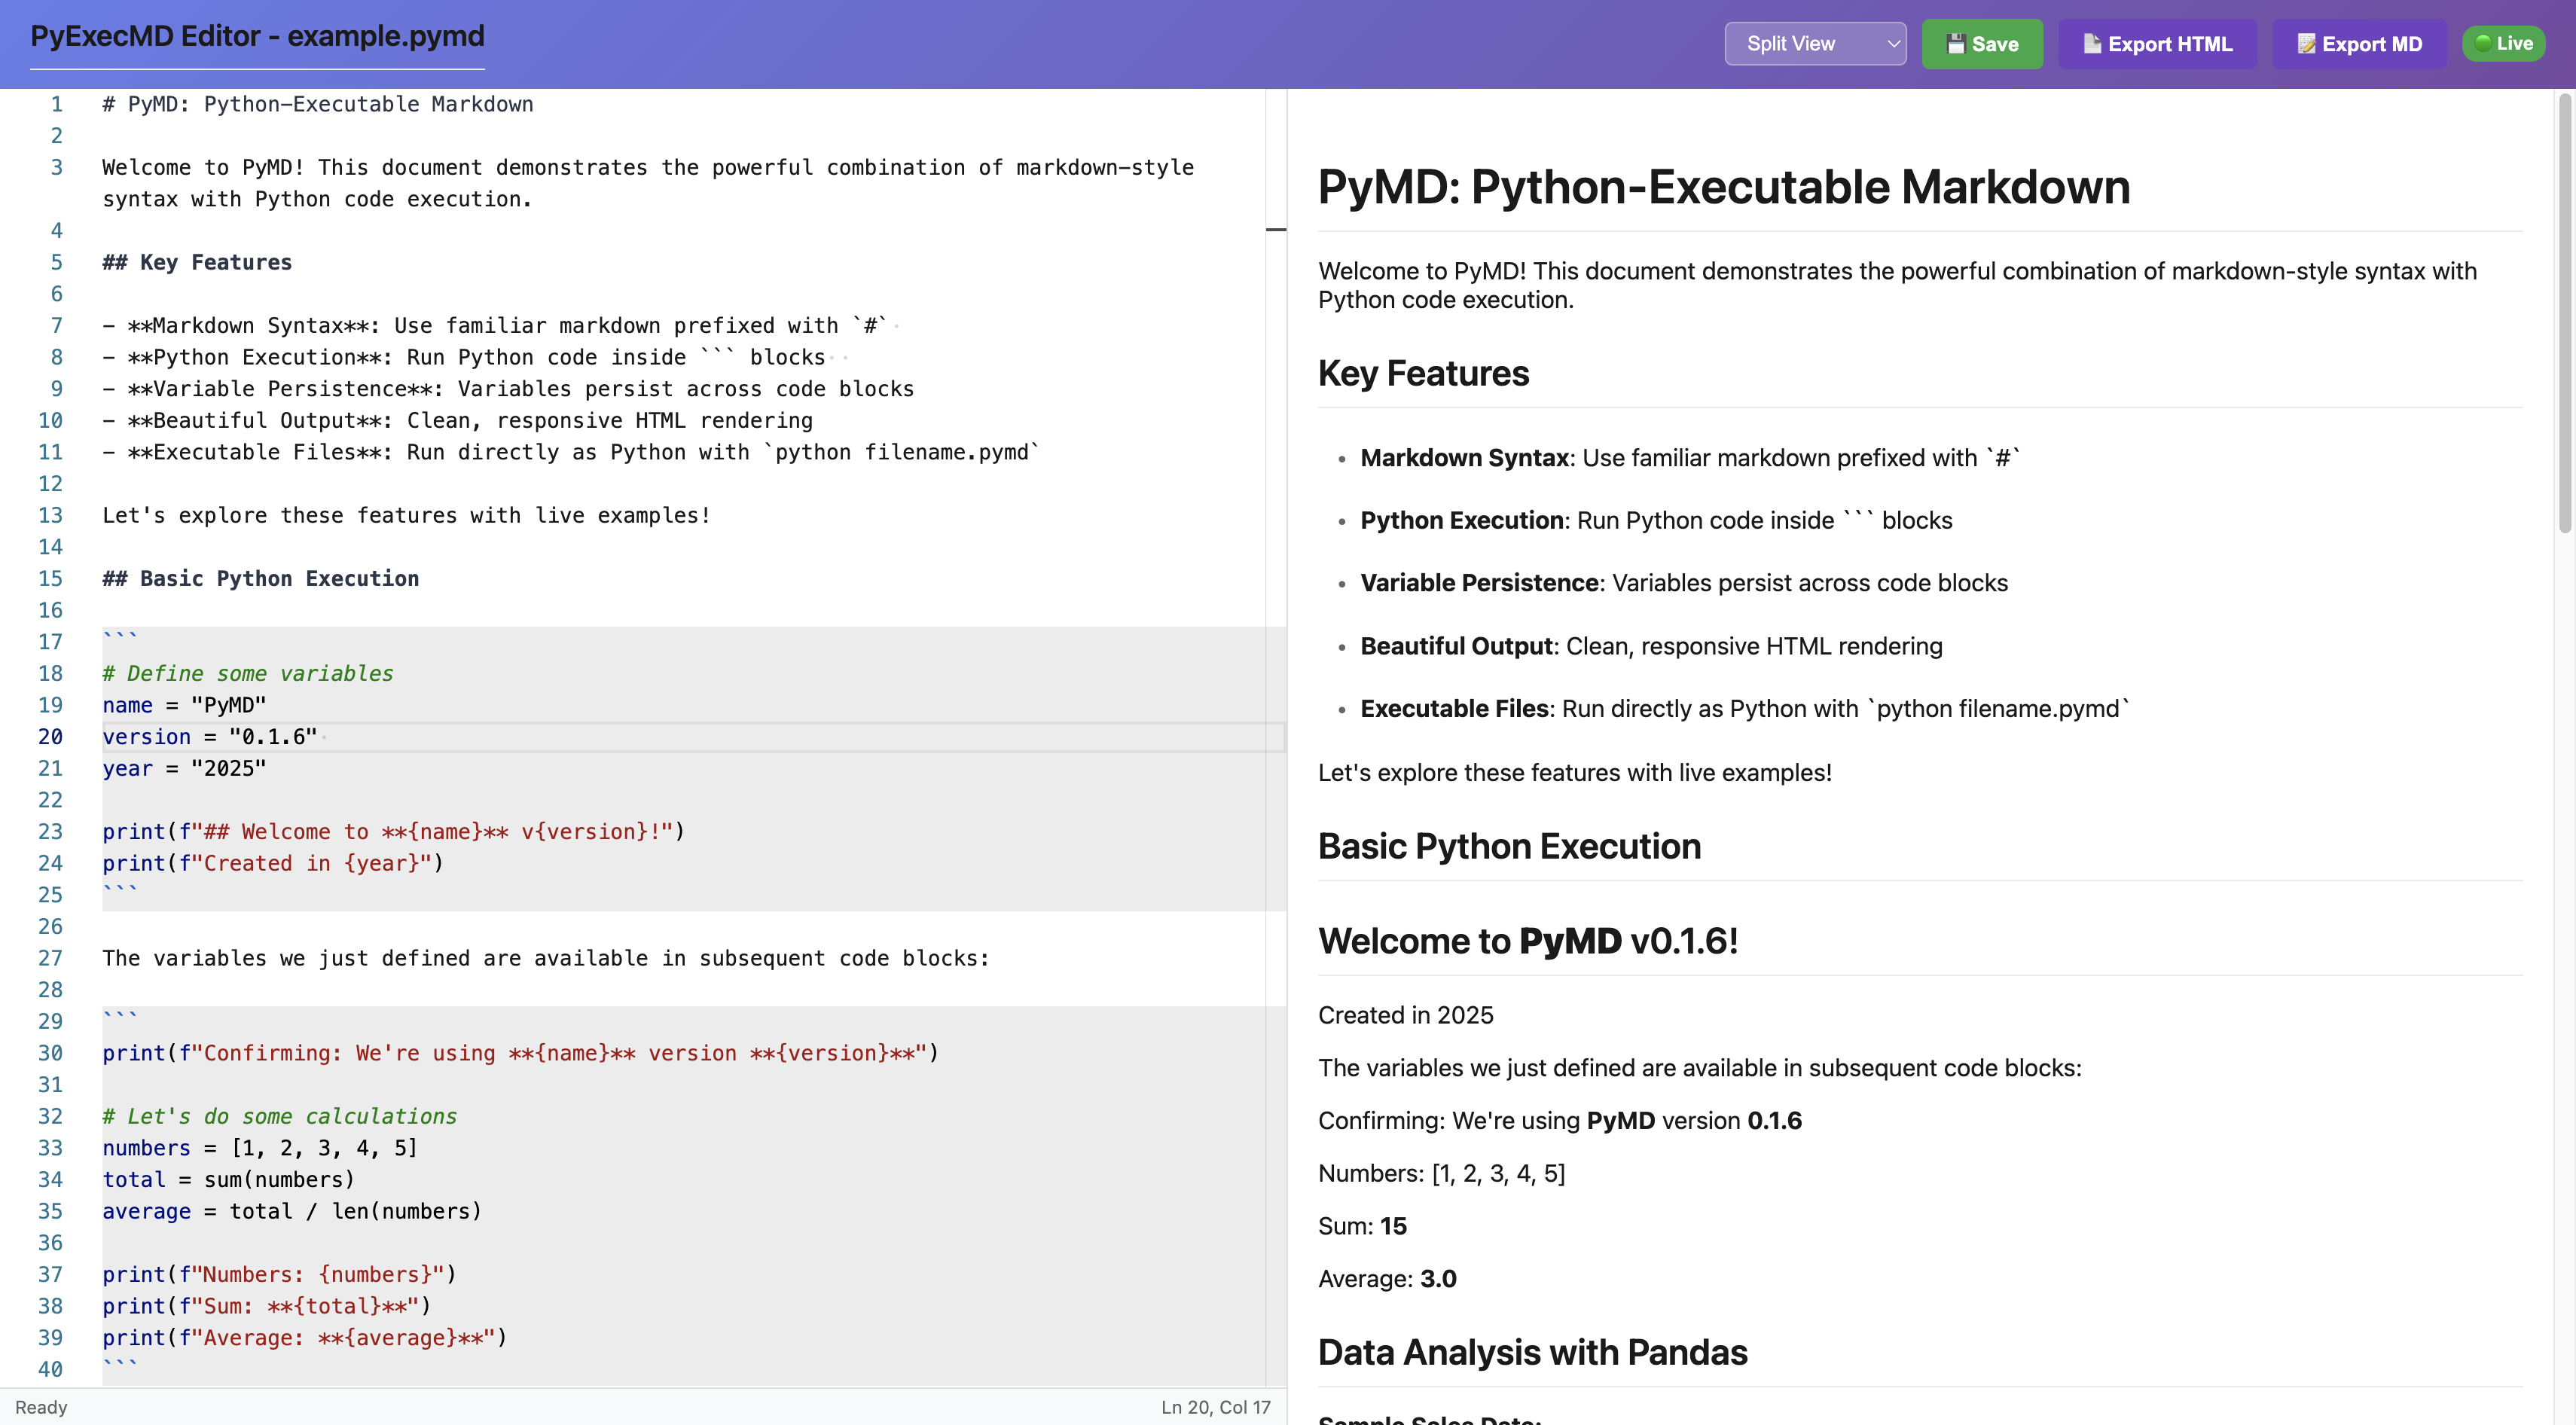 PyExecMD Editor - example.pymd
Split View
💾 Save
📄 Export HTML
📝 Export MD
🟢 Live
1 # PyMD: Python-Executable Markdown
2
3 Welcome to PyMD! This document demonstrates the powerful combination of markdown-style
syntax with Python code execution.
4
5 ## Key Features
6
7 - **Markdown Syntax**: Use familiar markdown prefixed with `#`
8 - **Python Execution**: Run Python code inside ``` blocks
9 - **Variable Persistence**: Variables persist across code blocks
10 - **Beautiful Output**: Clean, responsive HTML rendering
11 - **Executable Files**: Run directly as Python with `python filename.pymd`
12
13 Let's explore these features with live examples!
14
15 ## Basic Python Execution
16
17 ```
18 # Define some variables
19 name = "PyMD"
20 version = "0.1.6"
21 year = "2025"
22
23 print(f"## Welcome to **{name}** v{version}!")
24 print(f"Created in {year}")
25 ```
26
27 The variables we just defined are available in subsequent code blocks:
28
29 ```
30 print(f"Confirming: We're using **{name}** version **{version}**")
31
32 # Let's do some calculations
33 numbers = [1, 2, 3, 4, 5]
34 total = sum(numbers)
35 average = total / len(numbers)
36
37 print(f"Numbers: {numbers}")
38 print(f"Sum: **{total}**")
39 print(f"Average: **{average}**")
40 ```
Ready
Ln 20, Col 17
PyMD: Python-Executable Markdown
Welcome to PyMD! This document demonstrates the powerful combination of markdown-style syntax with
Python code execution.
Key Features
• Markdown Syntax: Use familiar markdown prefixed with `#`
• Python Execution: Run Python code inside ``` blocks
• Variable Persistence: Variables persist across code blocks
• Beautiful Output: Clean, responsive HTML rendering
• Executable Files: Run directly as Python with `python filename.pymd`
Let's explore these features with live examples!
Basic Python Execution
Welcome to PyMD v0.1.6!
Created in 2025
The variables we just defined are available in subsequent code blocks:
Confirming: We're using PyMD version 0.1.6
Numbers: [1, 2, 3, 4, 5]
Sum: 15
Average: 3.0
Data Analysis with Pandas
Sample Sales Data: